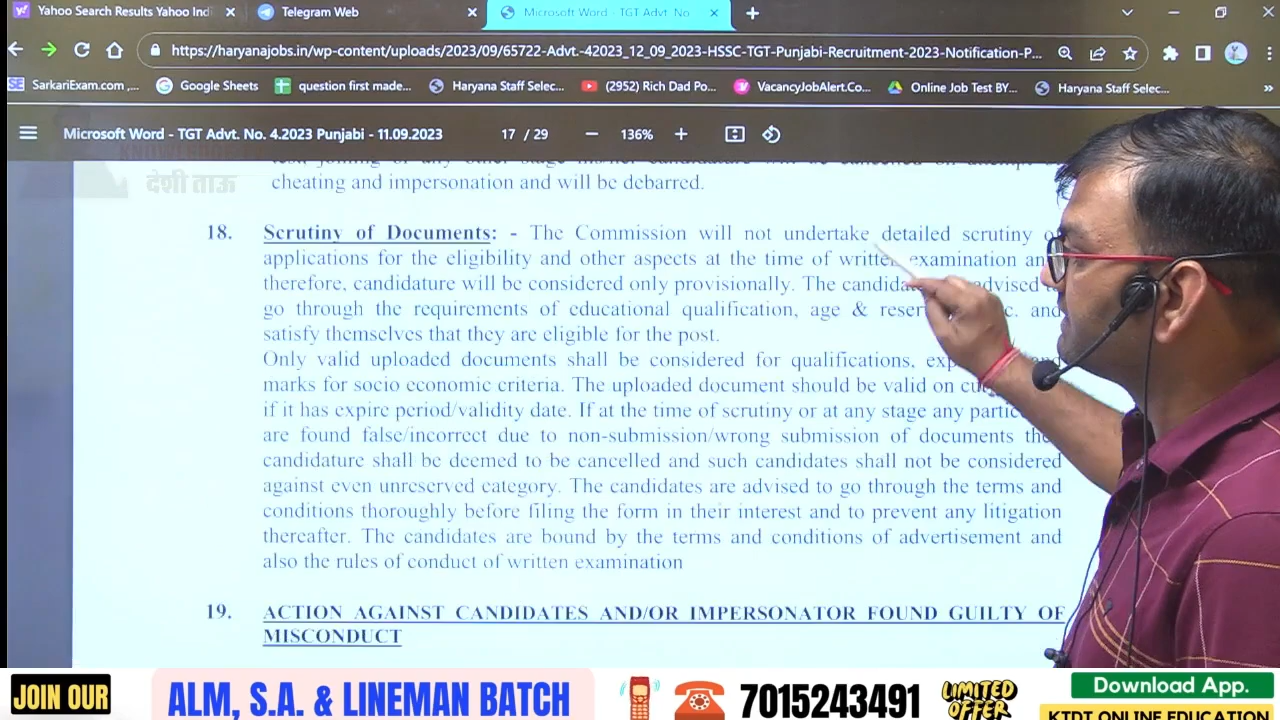 Yahoo Search Results Yahoo Ind
Telegram Web
Microsoft Word - TGT Advt. No
https://haryanajobs.in/wp-content/uploads/2023/09/65722-Advt.-42023_12_09_2023-HSSC-TGT-Punjabi-Recruitment-2023-Notification-P...
SarkariExam.com ,...
Google Sheets
question first made...
Haryana Staff Selec...
(2952) Rich Dad Po...
VacancyJobAlert.Co...
Online Job Test BY...
Haryana Staff Selec...
Microsoft Word - TGT Advt. No. 4.2023 Punjabi - 11.09.2023
17 / 29
136%
देशी ताऊ
cheating and impersonation and will be debarred.
18. Scrutiny of Documents: - The Commission will not undertake detailed scrutiny
applications for the eligibility and other aspects at the time of written examination
therefore, candidature will be considered only provisionally. The advised
go through the requirements of educational qualification, age & and
satisfy themselves that they are eligible for the post.
Only valid uploaded documents shall be considered for qualifications, and
marks for socio economic criteria. The uploaded document should be valid on
if it has expire period/validity date. If at the time of scrutiny or at any stage any
are found false/incorrect due to non-submission/wrong submission of documents
candidature shall be deemed to be cancelled and such candidates shall not be considered
against even unreserved category. The candidates are advised to go through the terms and
conditions thoroughly before filing the form in their interest and to prevent any litigation
thereafter. The candidates are bound by the terms and conditions of advertisement and
also the rules of conduct of written examination
19. ACTION AGAINST CANDIDATES AND/OR IMPERSONATOR FOUND GUILTY OF
MISCONDUCT
JOIN OUR
ALM, S.A. & LINEMAN BATCH
7015243491
LIMITED
OFFER
Download App.
KTDT ONLINE EDUCATION